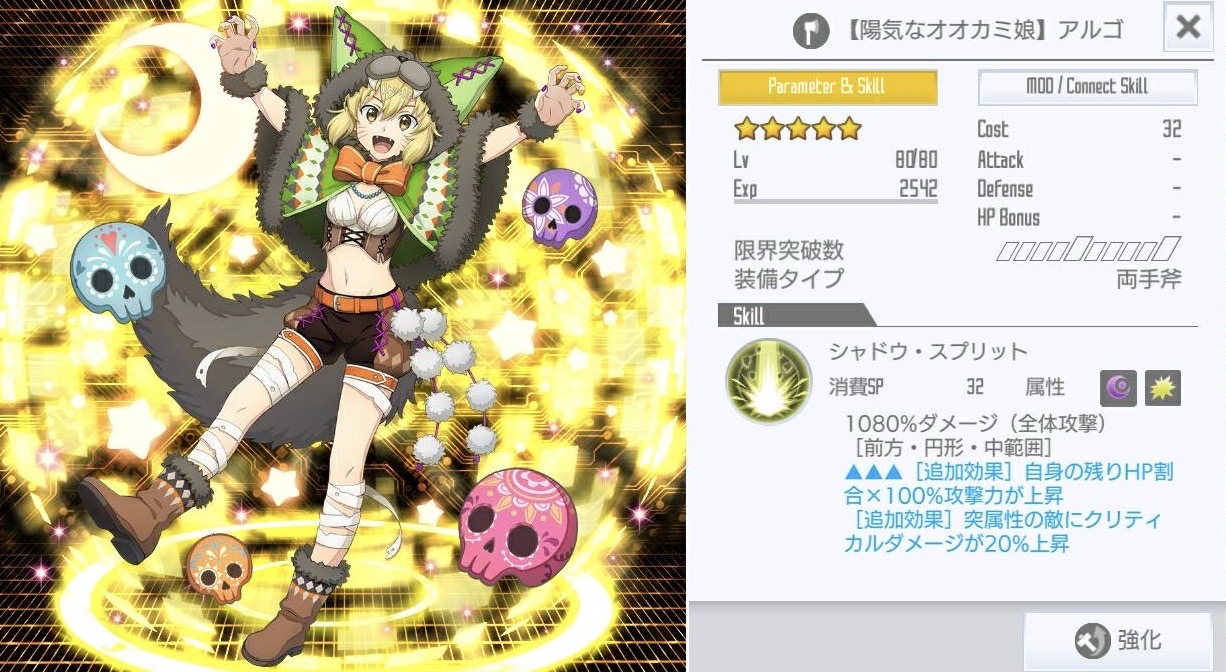 【陽気なオオカミ娘】アルゴ
Parameter & Skill
MOD / Connect Skill
Lv 80/80
Exp 2542
限界突破数
装備タイプ
Cost 32
Attack -
Defense -
HP Bonus -
両手斧
Skill
シャドウ・スプリット
消費SP 32 属性
1080%ダメージ（全体攻撃）
［前方・円形・中範囲］
▲▲▲［追加効果］自身の残りHP割
合×100%攻撃力が上昇
［追加効果］突属性の敵にクリティ
カルダメージが20%上昇
強化